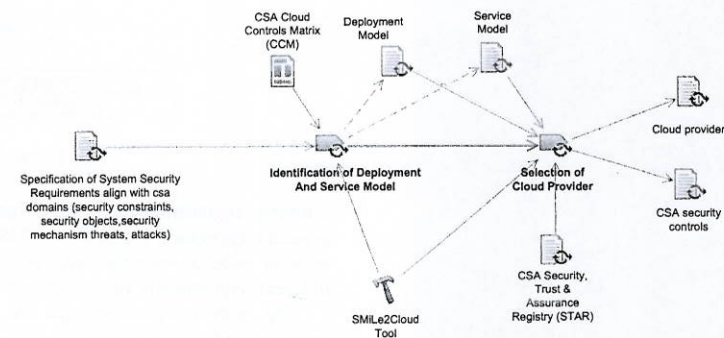 CSA Cloud
Controls Matrix
(CCM)
Deployment
Model
Service
Model
Cloud provider
Specification of System Security
Requirements align with csa
domains (security constraints,
security objects,security
mechanism threats, attacks)
Identification of Deployment
And Service Model
Selection of
Cloud Provider
CSA security
controls
SMiLe2Cloud
Tool
CSA Security,
Trust &
Assurance
Registry (STAR)